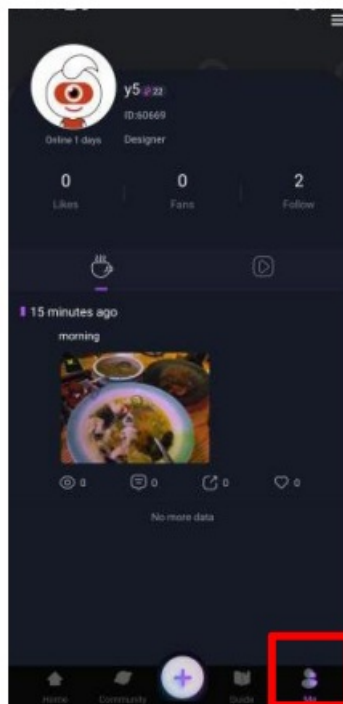 y5 22
ID:60669
Online 1 days
Designer
0
0
2
Likes
Fans
Follow
15 minutes ago
morning
0
0
0
0
No more data
Home
Community
Guide
Me